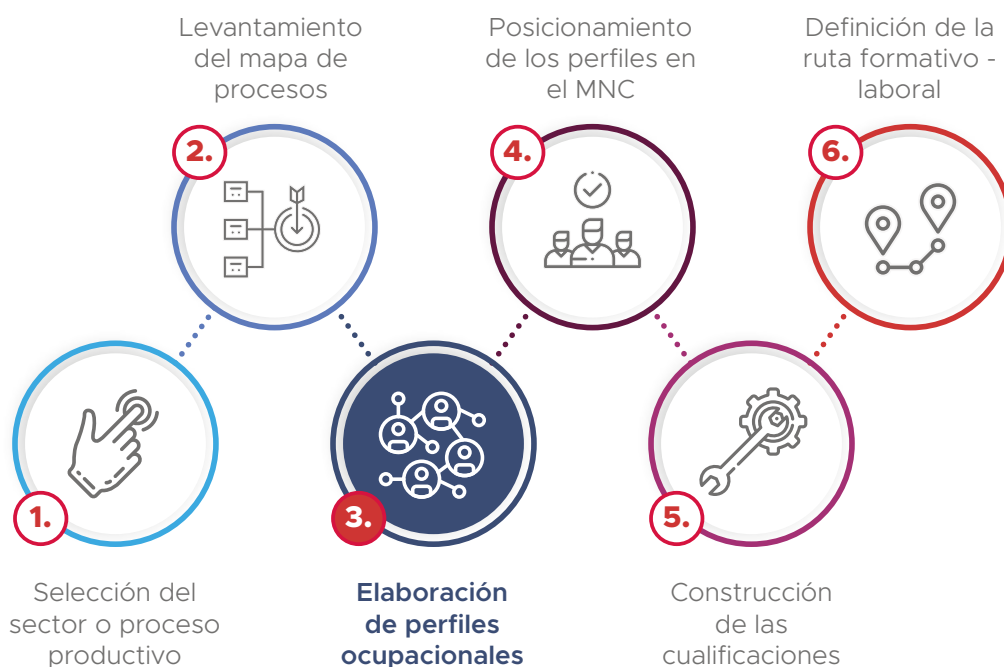 Levantamiento
del mapa de
procesos
Posicionamiento
de los perfiles en
el MNC
Definición de la
ruta formativo -
laboral
2.
4.
6.
1.
3.
5.
Selección del
sector o proceso
productivo
Elaboración
de perfiles
ocupacionales
Construcción
de las
cualificaciones